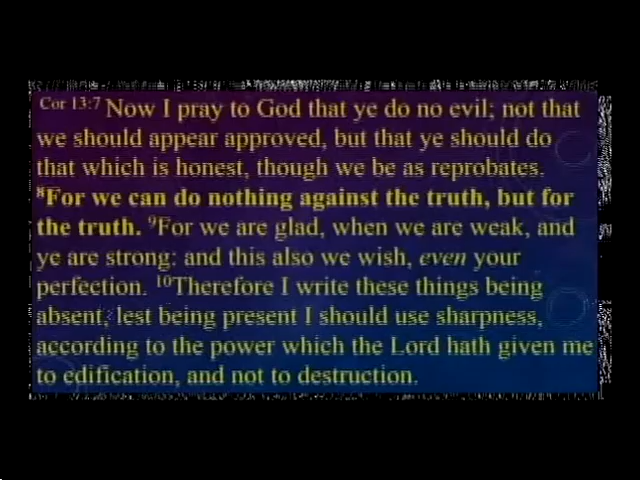 Cor 13:7 Now I pray to God that ye do no evil; not that
we should appear approved, but that ye should do
that which is honest, though we be as reprobates.
8For we can do nothing against the truth, but for
the truth. 9For we are glad, when we are weak, and
ye are strong: and this also we wish, even your
perfection. 10Therefore I write these things being
absent, lest being present I should use sharpness,
according to the power which the Lord hath given me
to edification, and not to destruction.